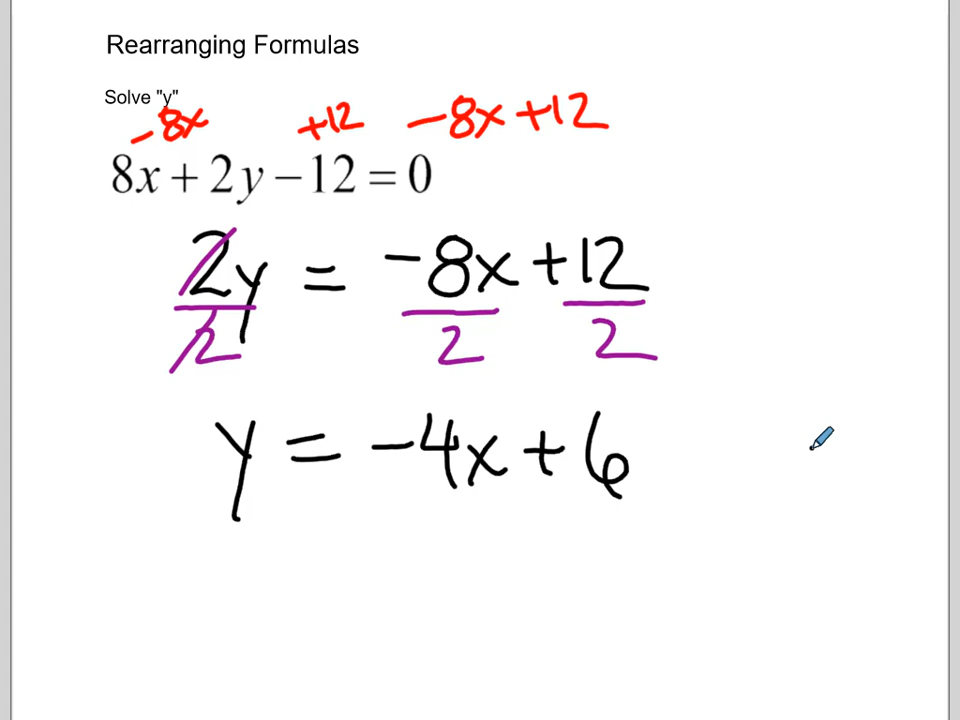 Rearranging Formulas
Solve "y"
-8x +12 -8x +12
8x + 2y − 12 = 0
2y = -8x + 12
2 2 2
y = -4x + 6